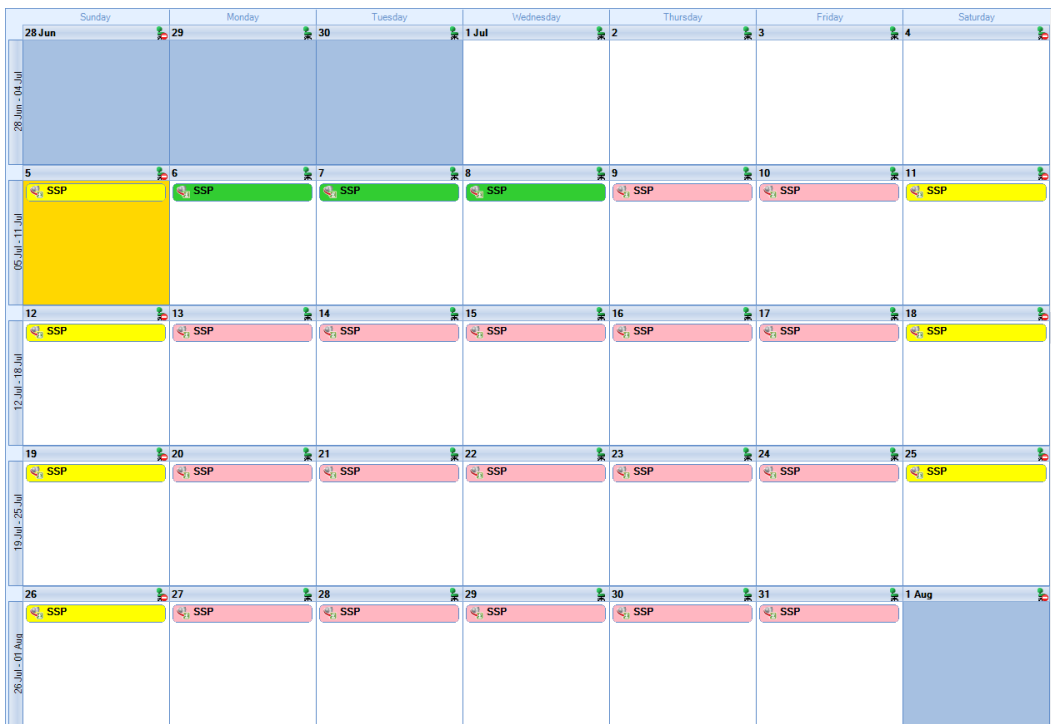 Sunday Monday Tuesday Wednesday Thursday Friday Saturday
28 Jun 29 30 1 Jul 2 3 4
28 Jun - 04 Jul
5 6 7 8 9 10 11
SSP SSP SSP SSP SSP SSP SSP
05 Jul - 11 Jul
12 13 14 15 16 17 18
SSP SSP SSP SSP SSP SSP SSP
12 Jul - 18 Jul
19 20 21 22 23 24 25
SSP SSP SSP SSP SSP SSP SSP
19 Jul - 25 Jul
26 27 28 29 30 31 1 Aug
SSP SSP SSP SSP SSP SSP
26 Jul - 01 Aug